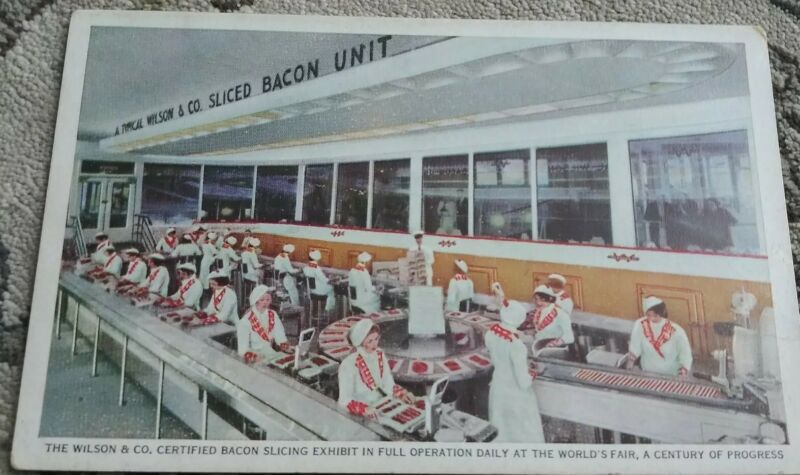 A TYPICAL WILSON & CO. SLICED BACON UNIT
THE WILSON & CO. CERTIFIED BACON SLICING EXHIBIT IN FULL OPERATION DAILY AT THE WORLD'S FAIR, A CENTURY OF PROGRESS